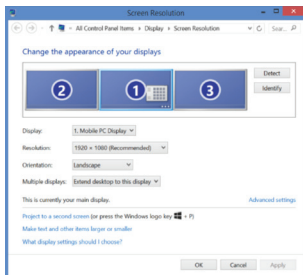 Screen Resolution
« All Control Panel Items › Display › Screen Resolution
Sear...
Change the appearance of your displays
2
1
3
Detect
Identify
Display: 1. Mobile PC Display
Resolution: 1920 × 1080 (Recommended)
Orientation: Landscape
Multiple displays: Extend desktop to this display
This is currently your main display.
Advanced settings
Project to a second screen (or press the Windows logo key + P)
Make text and other items larger or smaller
What display settings should I choose?
OK
Cancel
Apply